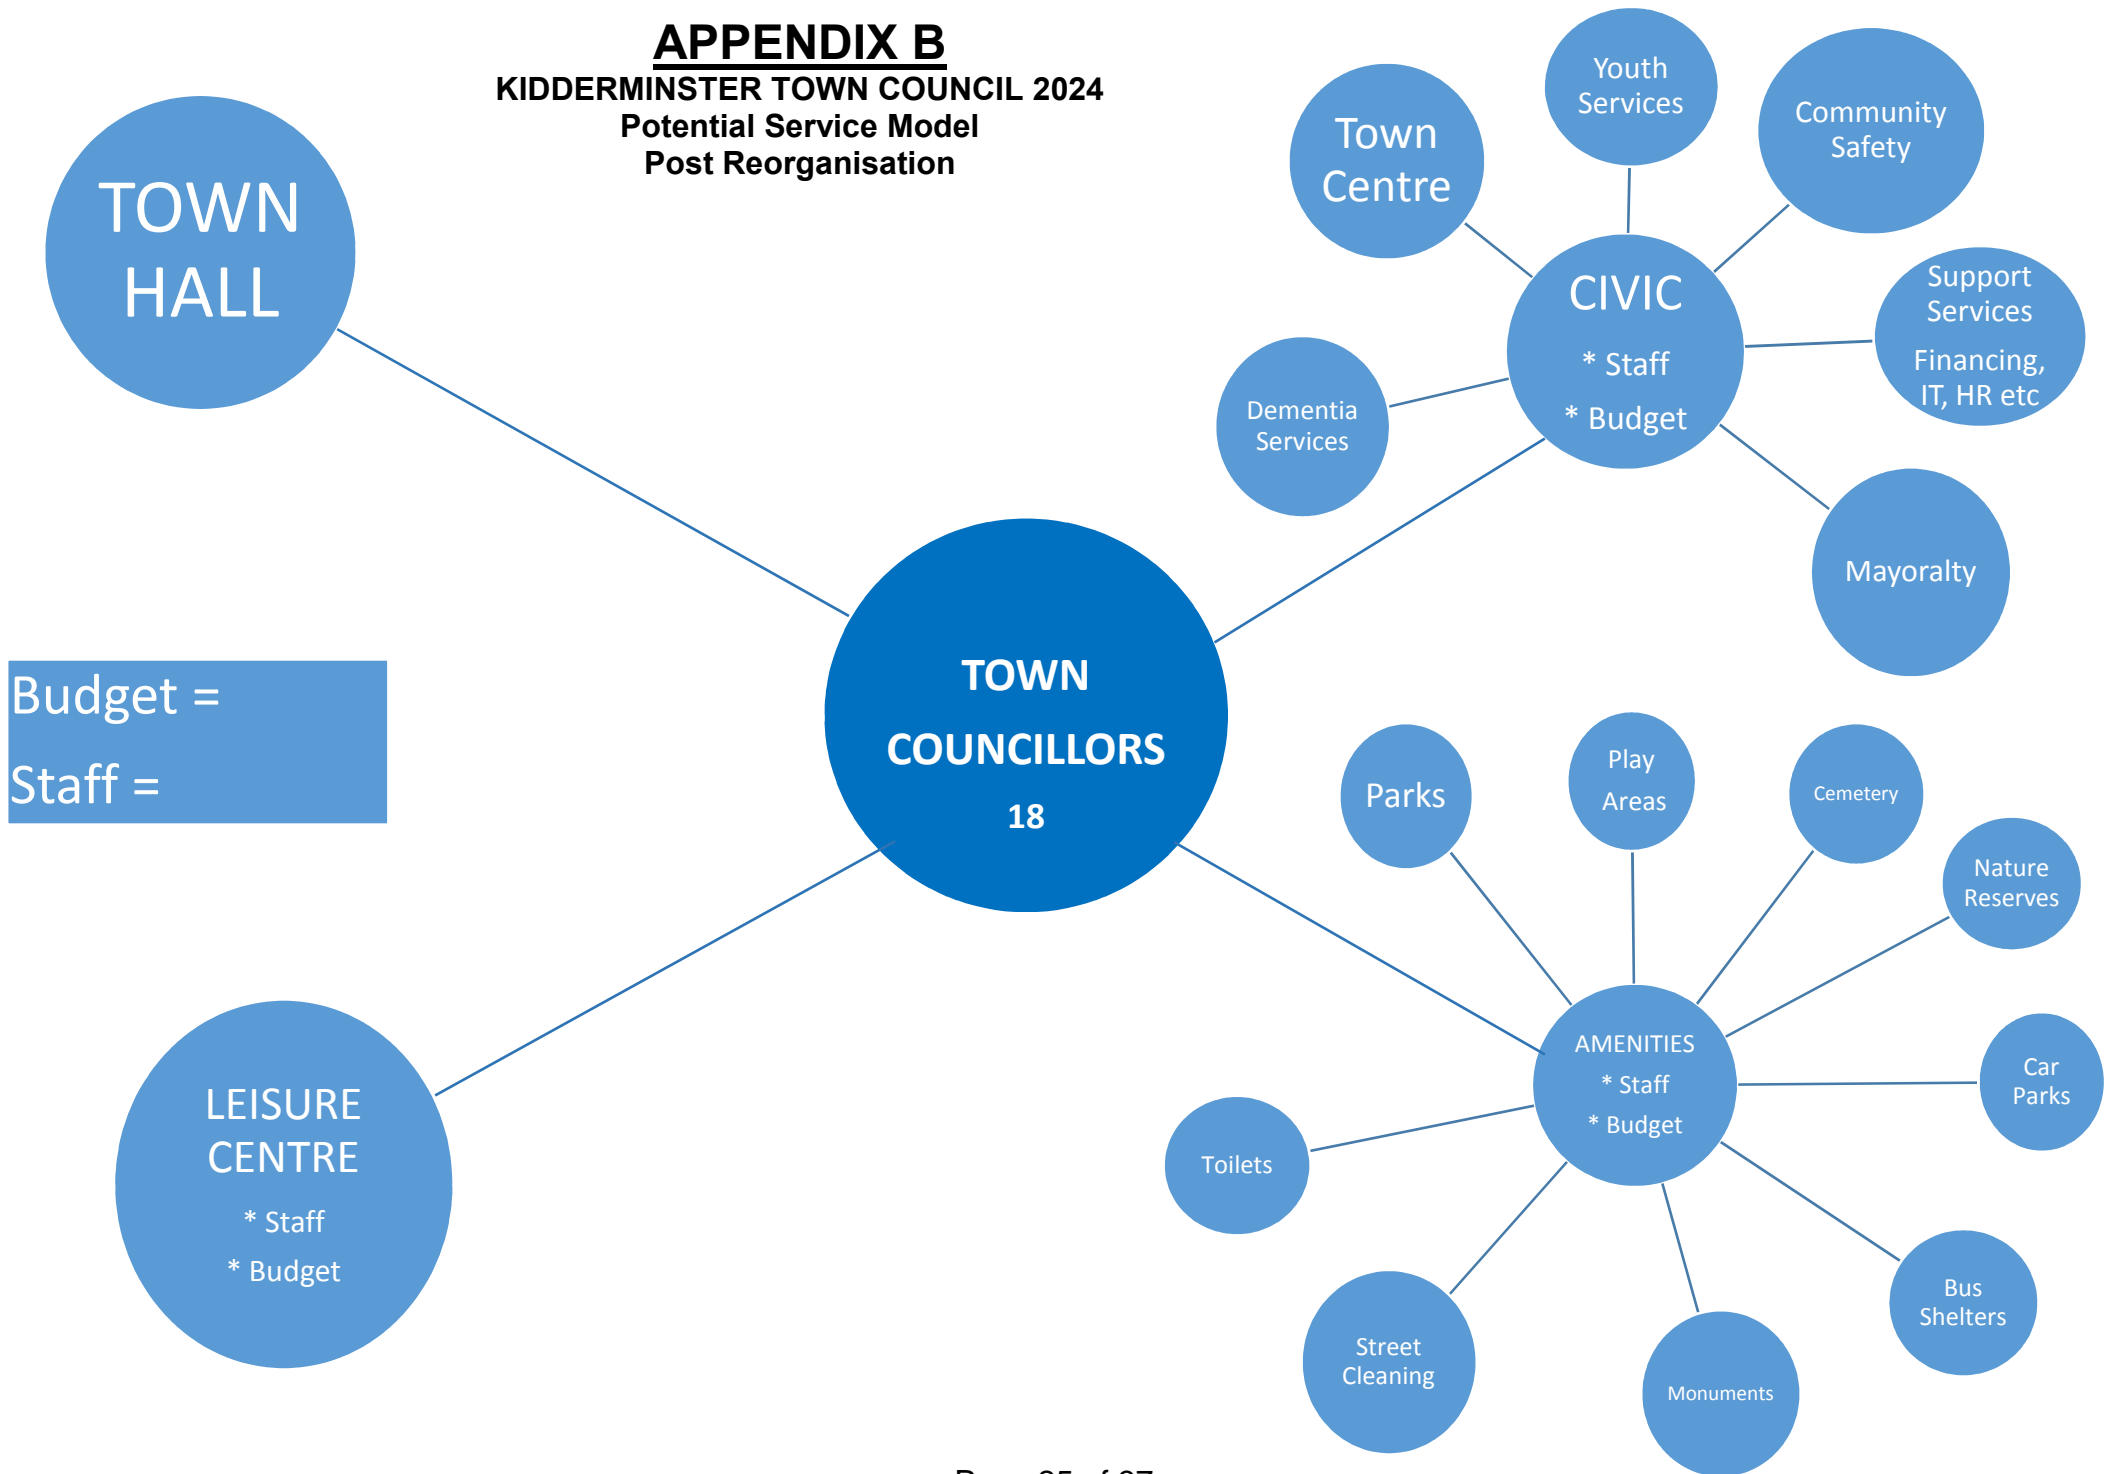 APPENDIX B
KIDDERMINSTER TOWN COUNCIL 2024
Potential Service Model
Post Reorganisation
TOWN
HALL
Town
Centre
Youth
Services
Community
Safety
CIVIC
* Staff
* Budget
Support
Services
Financing,
IT, HR etc
Dementia
Services
Mayoralty
TOWN
COUNCILLORS
18
Budget =
Staff =
Parks
Play
Areas
Cemetery
Nature
Reserves
AMENITIES
* Staff
* Budget
Car
Parks
Toilets
Street
Cleaning
Monuments
Bus
Shelters
LEISURE
CENTRE
* Staff
* Budget